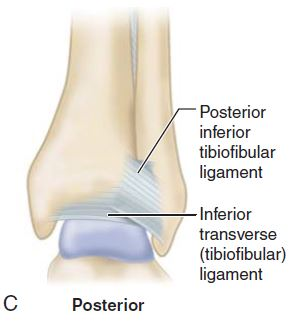 Posterior
inferior
tibiofibular
ligament
Inferior
transverse
(tibiofibular)
ligament
C
Posterior